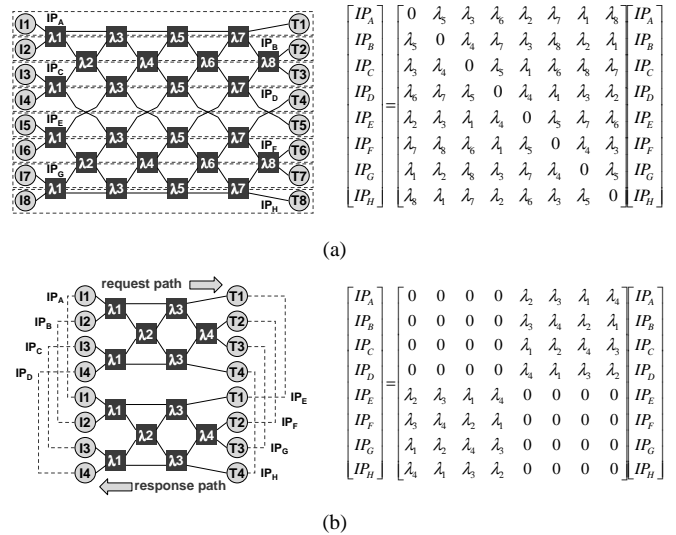 I1 IP_A T1
λ1 λ3 λ5 λ7
I2 IP_B T2
λ2 λ4 λ6 λ8
I3 IP_C T3
λ1 λ3 λ5 λ7
I4 IP_D T4
I5 IP_E T5
λ1 λ3 λ5 λ7
I6 IP_F T6
λ2 λ4 λ6 λ8
I7 IP_G T7
λ1 λ3 λ5 λ7
I8 IP_H T8
IP_A 0 λ5 λ3 λ6 λ2 λ7 λ1 λ8 IP_A
IP_B λ5 0 λ4 λ7 λ3 λ8 λ2 λ1 IP_B
IP_C λ3 λ4 0 λ5 λ1 λ6 λ8 λ7 IP_C
IP_D λ6 λ7 λ5 0 λ4 λ1 λ3 λ2 IP_D
=
IP_E λ2 λ3 λ1 λ4 0 λ5 λ7 λ6 IP_E
IP_F λ7 λ8 λ6 λ1 λ5 0 λ4 λ3 IP_F
IP_G λ1 λ2 λ8 λ3 λ7 λ4 0 λ5 IP_G
IP_H λ8 λ1 λ7 λ2 λ6 λ3 λ5 0 IP_H
(a)
request path
IP_A I1 T1
λ1 λ3
IP_B I2 T2
λ2 λ4
IP_C I3 T3
λ1 λ3
IP_D I4 T4
I1 T1 IP_E
λ1 λ3
I2 T2 IP_F
λ2 λ4
I3 T3 IP_G
λ1 λ3
I4 T4 IP_H
response path
IP_A 0 0 0 0 λ2 λ3 λ1 λ4 IP_A
IP_B 0 0 0 0 λ3 λ4 λ2 λ1 IP_B
IP_C 0 0 0 0 λ1 λ2 λ4 λ3 IP_C
IP_D 0 0 0 0 λ4 λ1 λ3 λ2 IP_D
=
IP_E λ2 λ3 λ1 λ4 0 0 0 0 IP_E
IP_F λ3 λ4 λ2 λ1 0 0 0 0 IP_F
IP_G λ1 λ2 λ4 λ3 0 0 0 0 IP_G
IP_H λ4 λ1 λ3 λ2 0 0 0 0 IP_H
(b)